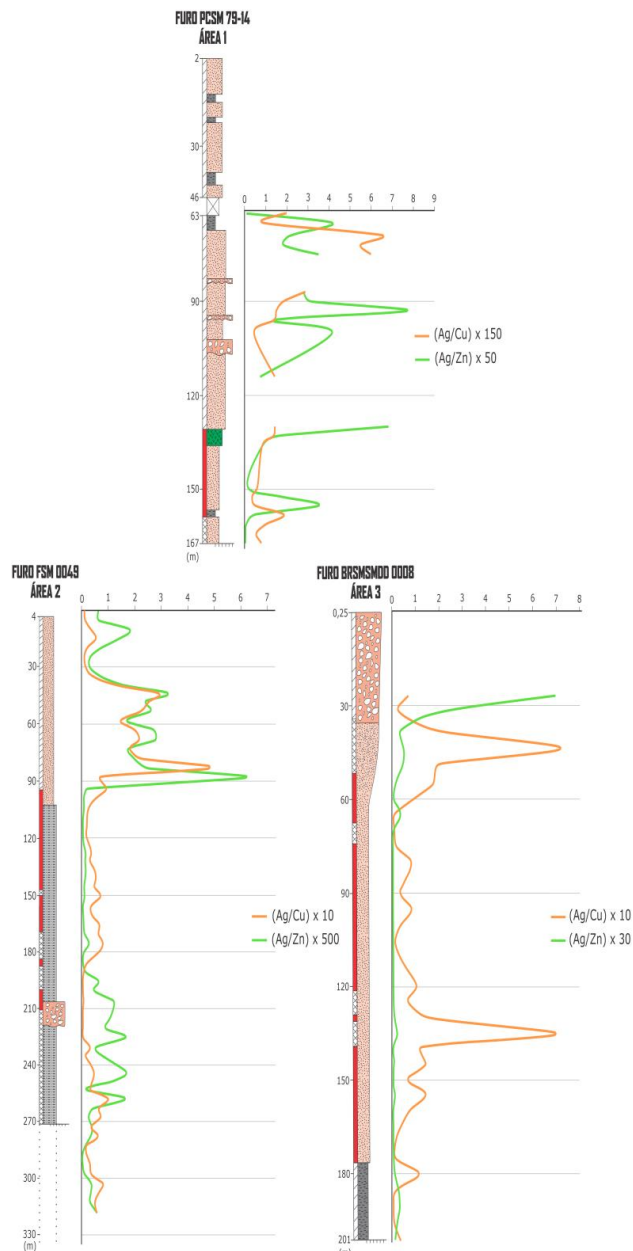 FURO PCSM 79-14
ÁREA 1
2
30
46
63
90
120
150
167
(m)
0 1 2 3 4 5 6 7 8 9
(Ag/Cu) x 150
(Ag/Zn) x 50
FURO FSM 0049
ÁREA 2
4
30
60
90
120
150
180
210
240
270
300
330
(m)
0 1 2 3 4 5 6 7
(Ag/Cu) x 10
(Ag/Zn) x 500
FURO BRSMSMDD 0008
ÁREA 3
0,25
30
60
90
120
150
180
201
(m)
0 1 2 3 4 5 6 7 8
(Ag/Cu) x 10
(Ag/Zn) x 30